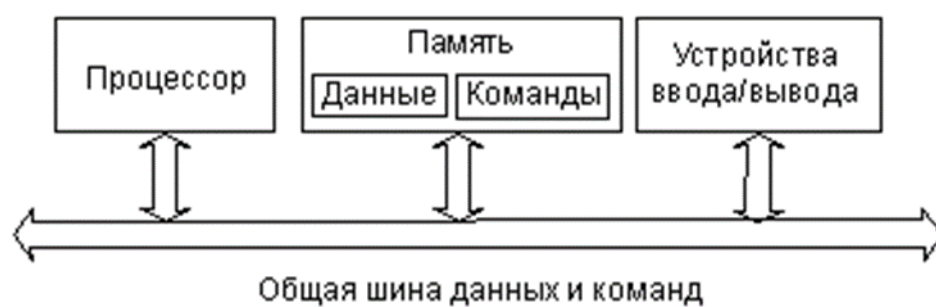 Процессор
Память
Данные
Команды
Устройства
ввода/вывода
Общая шина данных и команд